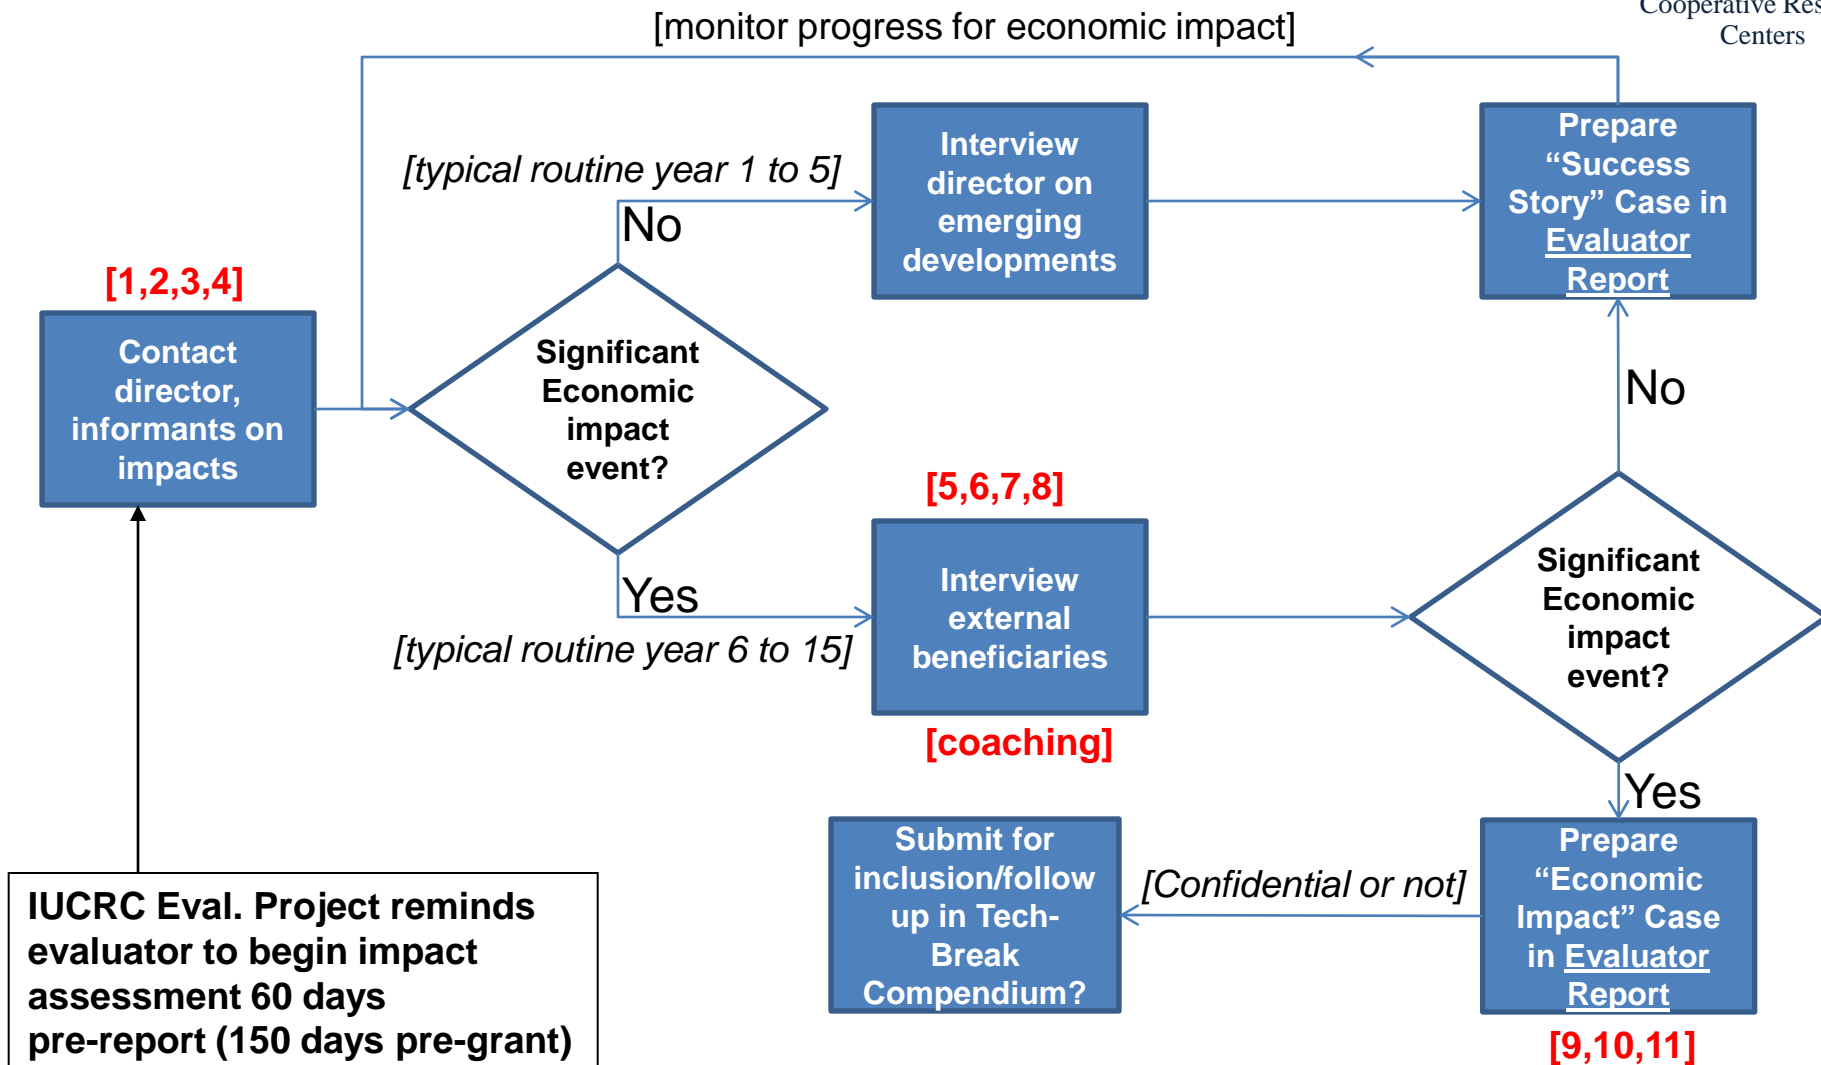 Cooperative Res
Centers
[monitor progress for economic impact]
[typical routine year 1 to 5]
No
Interview
director on
emerging
developments
Prepare
“Success
Story” Case in
Evaluator
Report
[1,2,3,4]
Contact
director,
informants on
impacts
Significant
Economic
impact
event?
No
[5,6,7,8]
Yes
[typical routine year 6 to 15]
Interview
external
beneficiaries
[coaching]
Significant
Economic
impact
event?
Yes
Submit for
inclusion/follow
up in Tech-
Break
Compendium?
[Confidential or not]
Prepare
“Economic
Impact” Case
in Evaluator
Report
[9,10,11]
IUCRC Eval. Project reminds
evaluator to begin impact
assessment 60 days
pre-report (150 days pre-grant)